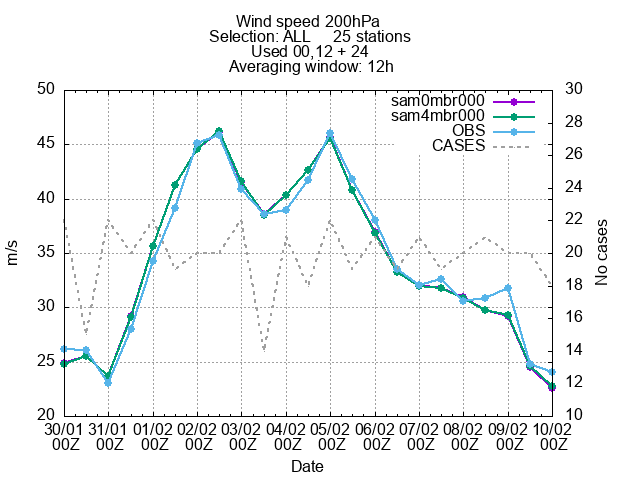 Wind speed 200hPa
Selection: ALL 25 stations
Used 00,12 + 24
Averaging window: 12h
sam0mbr000
sam4mbr000
OBS
CASES
m/s
50
45
40
35
30
25
20
No cases
30
28
26
24
22
20
18
16
14
12
10
30/01 31/01 01/02 02/02 03/02 04/02 05/02 06/02 07/02 08/02 09/02 10/02
00Z 00Z 00Z 00Z 00Z 00Z 00Z 00Z 00Z 00Z 00Z 00Z
Date